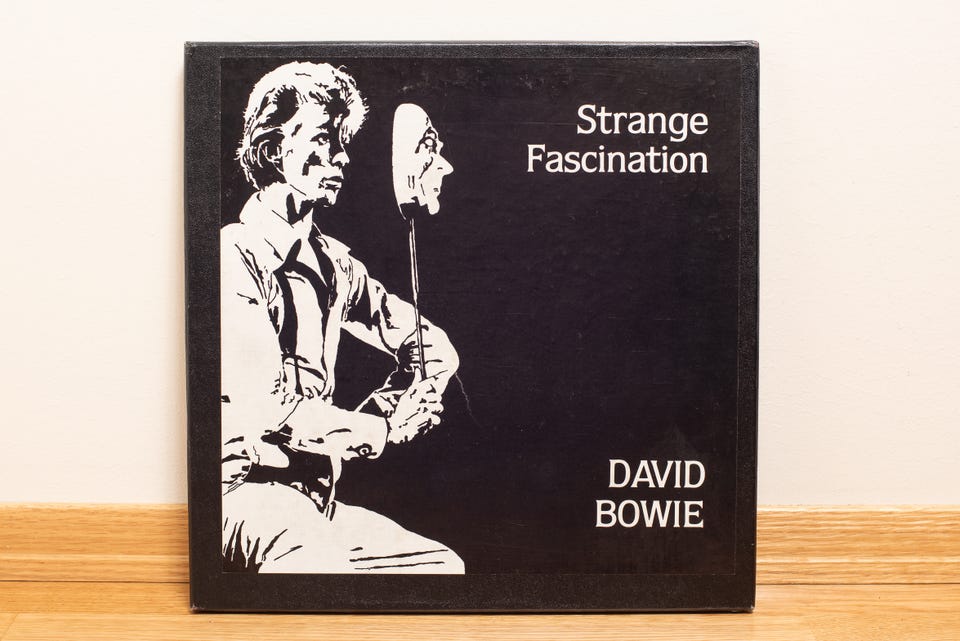 Strange
Fascination
DAVID
BOWIE